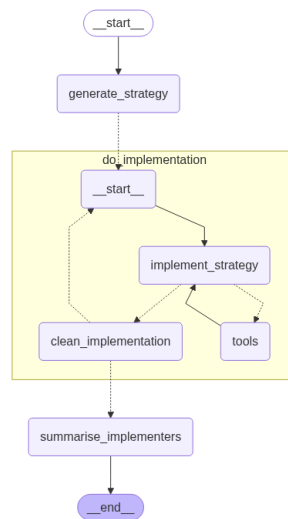 __start__
generate_strategy
do_implementation
__start__
implement_strategy
clean_implementation
tools
summarise_implementers
__end__